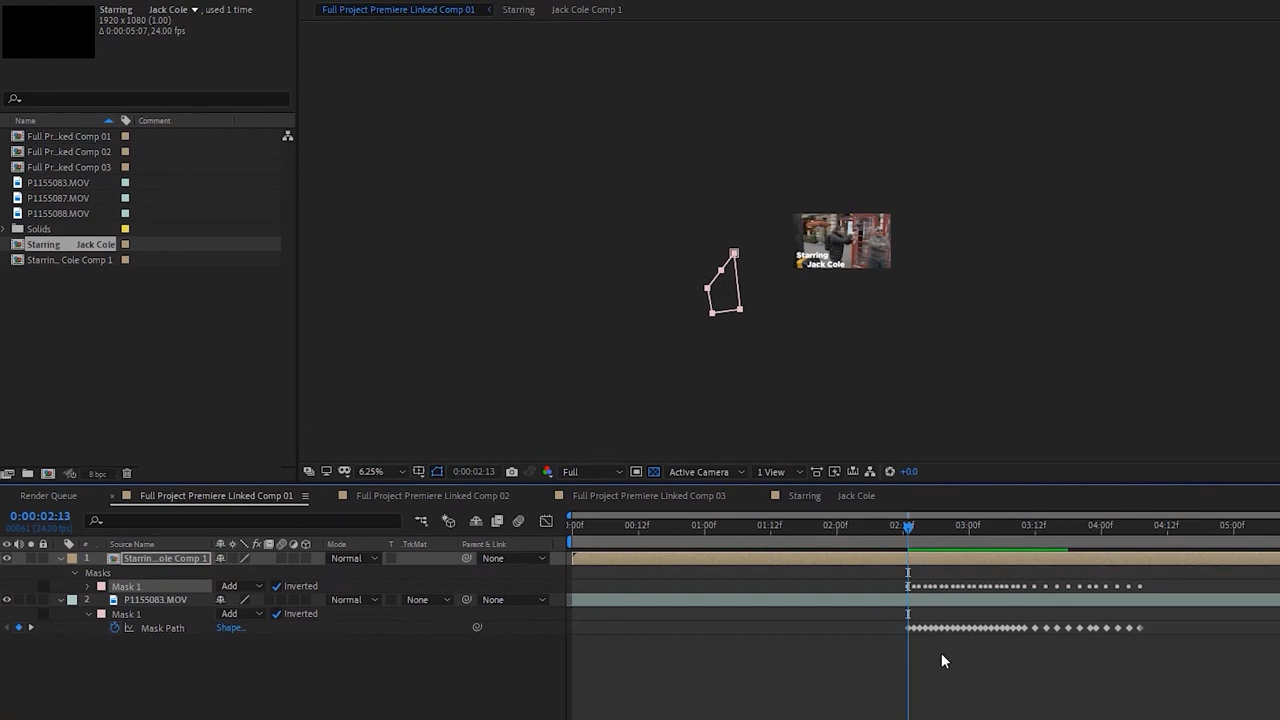 Starring Jack Cole ▼ , used 1 time
1920 x 1080 (1.00)
Δ 0:00:05:07, 24.00 fps
Full Project Premiere Linked Comp 01 Starring Jack Cole Comp 1
Name Comment
Full Pr...ked Comp 01
Full Pr...ked Comp 02
Full Pr...ked Comp 03
P1155083.MOV
P1155087.MOV
P1155088.MOV
Solids
Starring Jack Cole
Starrin... Cole Comp 1
Starring
Jack Cole
8 bpc 6.25% 0:00:02:13 Full Active Camera 1 View +0.0
Render Queue Full Project Premiere Linked Comp 01 Full Project Premiere Linked Comp 02 Full Project Premiere Linked Comp 03 Starring Jack Cole
0:00:02:13
00061 (24.00 fps)
:00f 00:12f 01:00f 01:12f 02:00f 02:12f 03:00f 03:12f 04:00f 04:12f 05:00f
# Source Name fx Mode T TrkMat Parent & Link
1 Starrin...ole Comp 1 Normal None
Masks
Mask 1 Add Inverted
2 P1155083.MOV Normal None None
Mask 1 Add Inverted
Mask Path Shape...